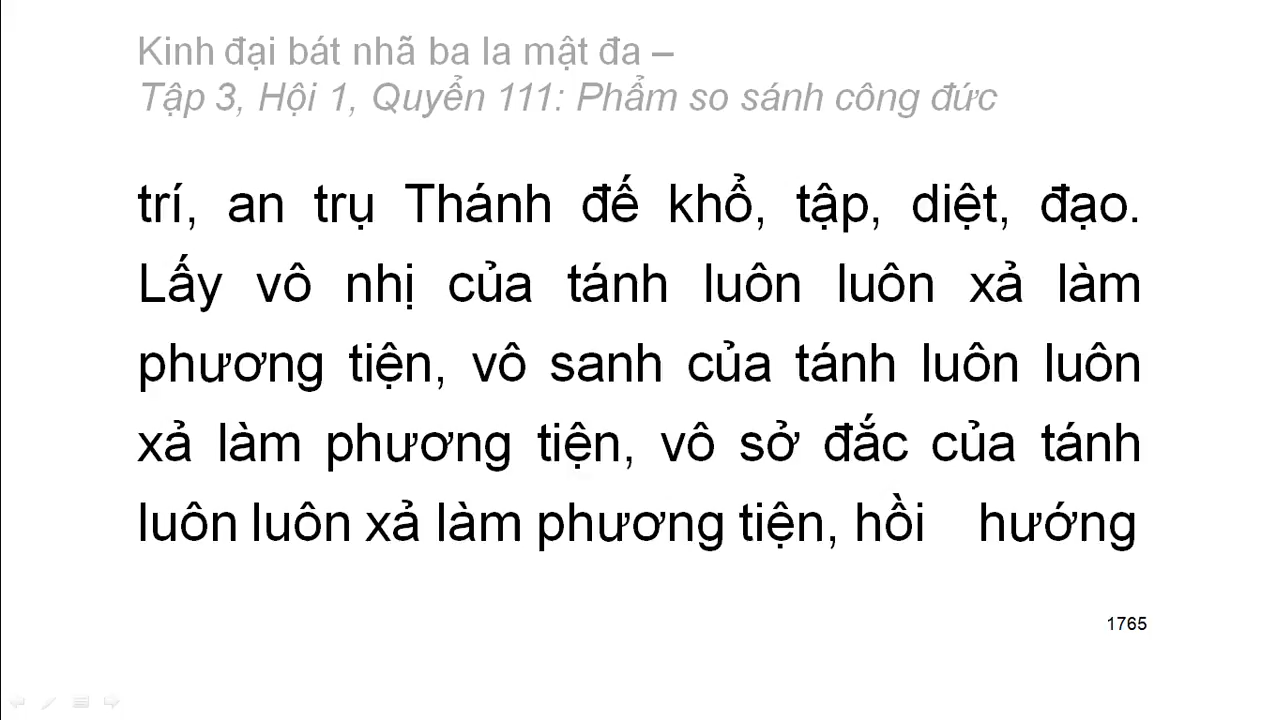 Kinh đại bát nhã ba la mật đa –
Tập 3, Hội 1, Quyển 111: Phẩm so sánh công đức
trí, an trụ Thánh đế khổ, tập, diệt, đạo.
Lấy vô nhị của tánh luôn luôn xả làm
phương tiện, vô sanh của tánh luôn luôn
xả làm phương tiện, vô sở đắc của tánh
luôn luôn xả làm phương tiện, hồi hướng
1765